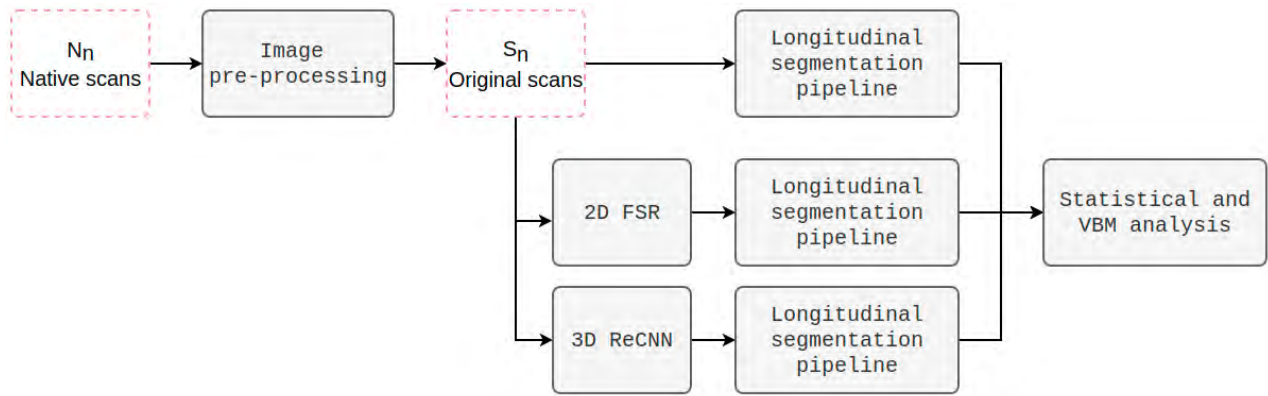 Nn
Native scans
Image
pre-processing
Sn
Original scans
Longitudinal
segmentation
pipeline
2D FSR
Longitudinal
segmentation
pipeline
Statistical and
VBM analysis
3D ReCNN
Longitudinal
segmentation
pipeline